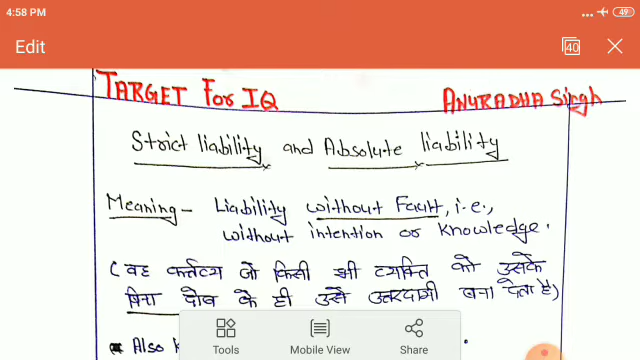 4:58 PM
49
Edit
40
TARGET For IQ
ANURADHA Singh
Strict liability and Absolute liability
Meaning - Liability without Fault, i.e.,
without intention or knowledge.
(वह कर्त्तव्य जो किसी भी व्यक्ति को उसके
बिना दोष के ही उसे उत्तरदायी बना देता है)
Also
Tools
Mobile View
Share